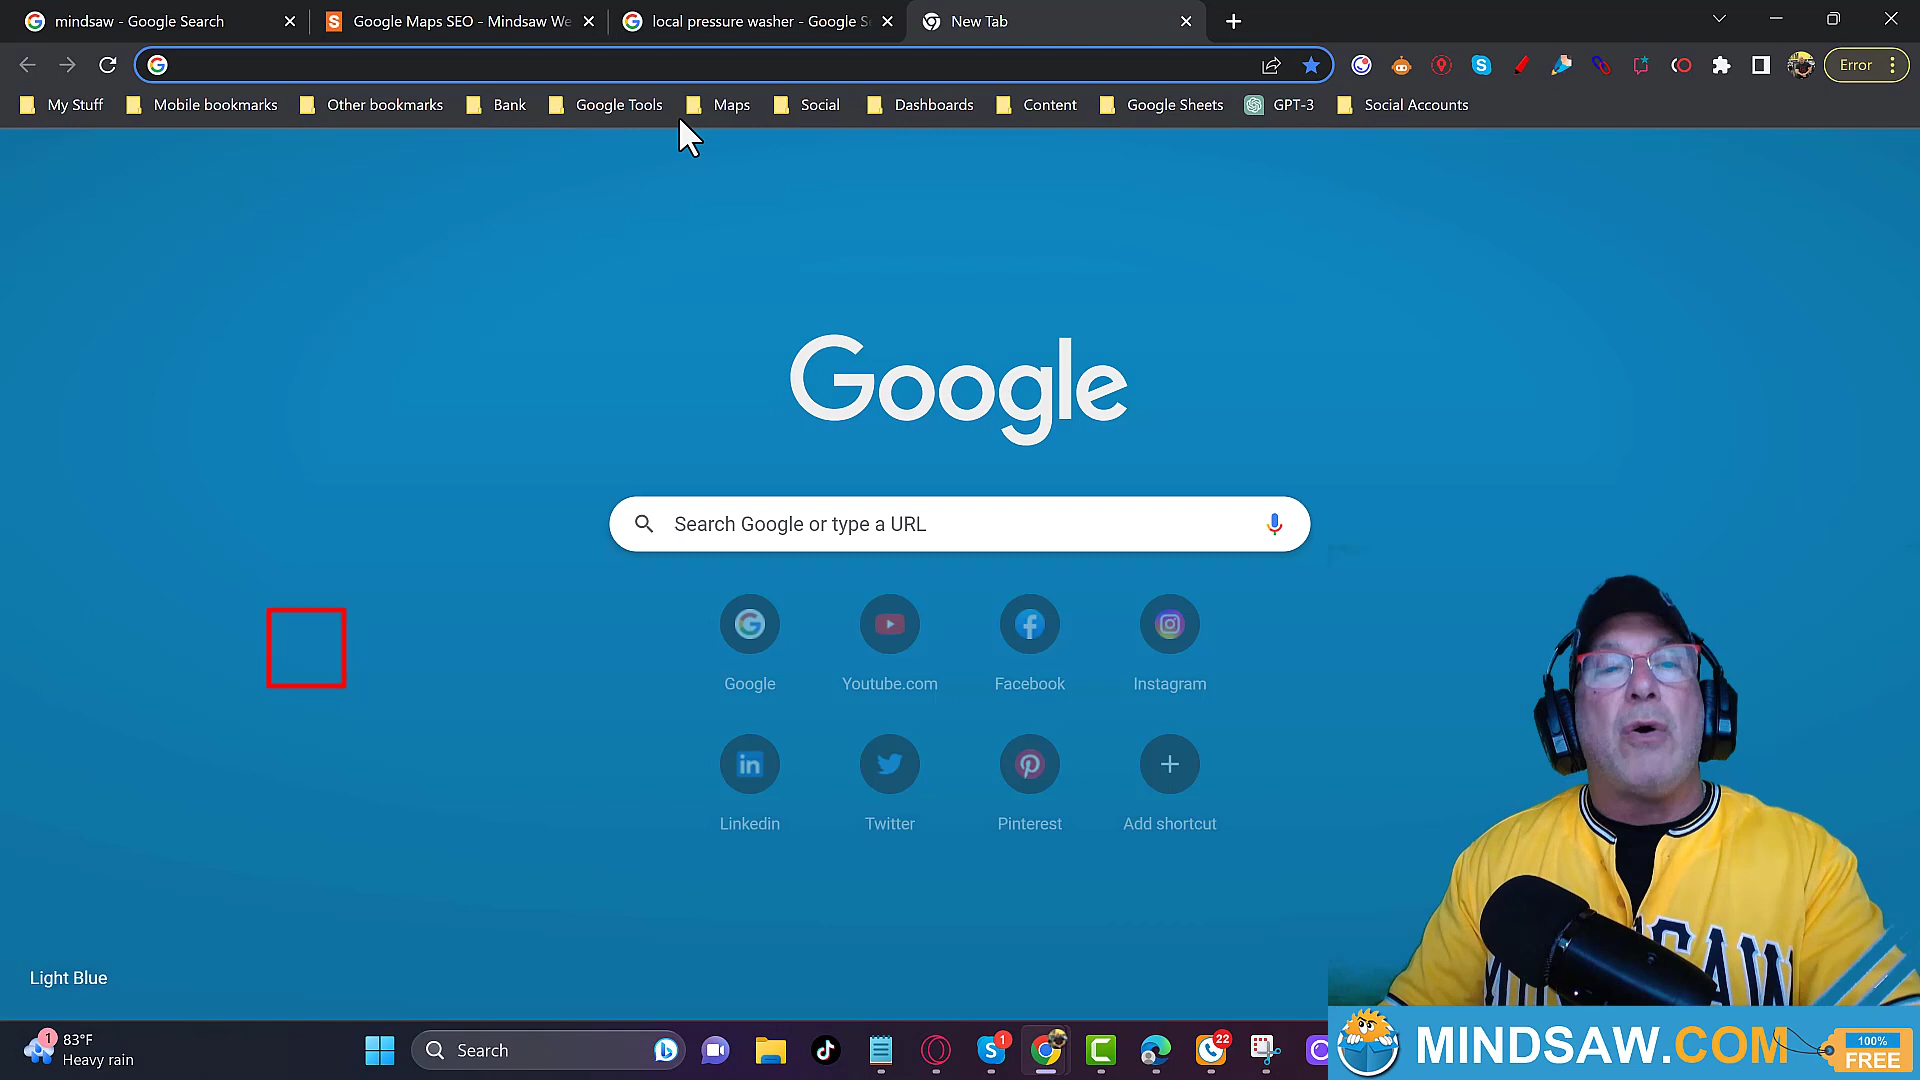 mindsaw - Google Search
Google Maps SEO - Mindsaw We
local pressure washer - Google S
New Tab
Error
My Stuff
Mobile bookmarks
Other bookmarks
Bank
Google Tools
Maps
Social
Dashboards
Content
Google Sheets
GPT-3
Social Accounts
Google
Search Google or type a URL
Google
Youtube.com
Facebook
Instagram
Linkedin
Twitter
Pinterest
Add shortcut
Light Blue
1
83°F
Heavy rain
Search
1
22
MINDSAW.COM
100%
FREE